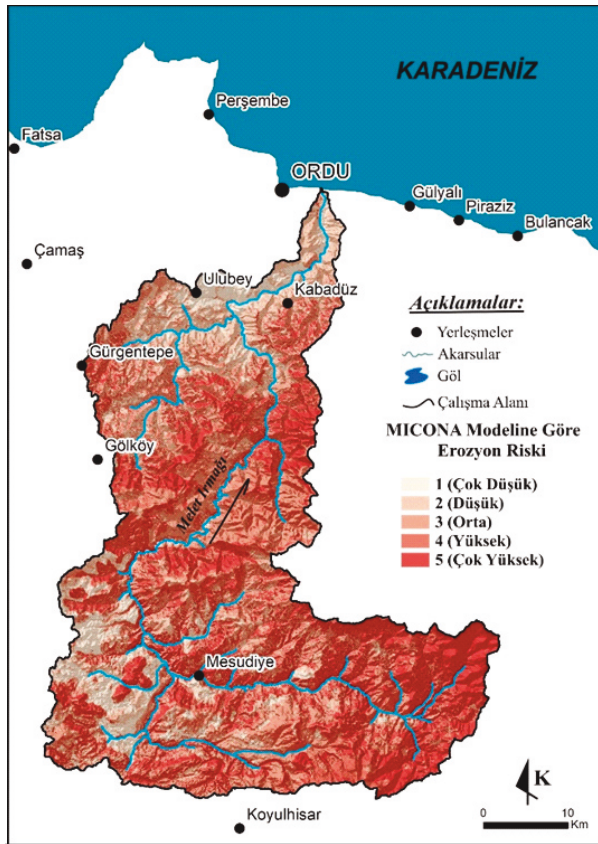 KARADENİZ
Perşembe
Fatsa
ORDU
Gülyalı
Piraziz
Bulancak
Çamaş
Ulubey
Kabadüz
Gürgentepe
Gölköy
Melet Irmağı
Mesudiye
Koyulhisar
Açıklamalar:
Yerleşmeler
Akarsular
Göl
Çalışma Alanı
MICONA Modeline Göre
Erozyon Riski
1 (Çok Düşük)
2 (Düşük)
3 (Orta)
4 (Yüksek)
5 (Çok Yüksek)
K
0 10
Km